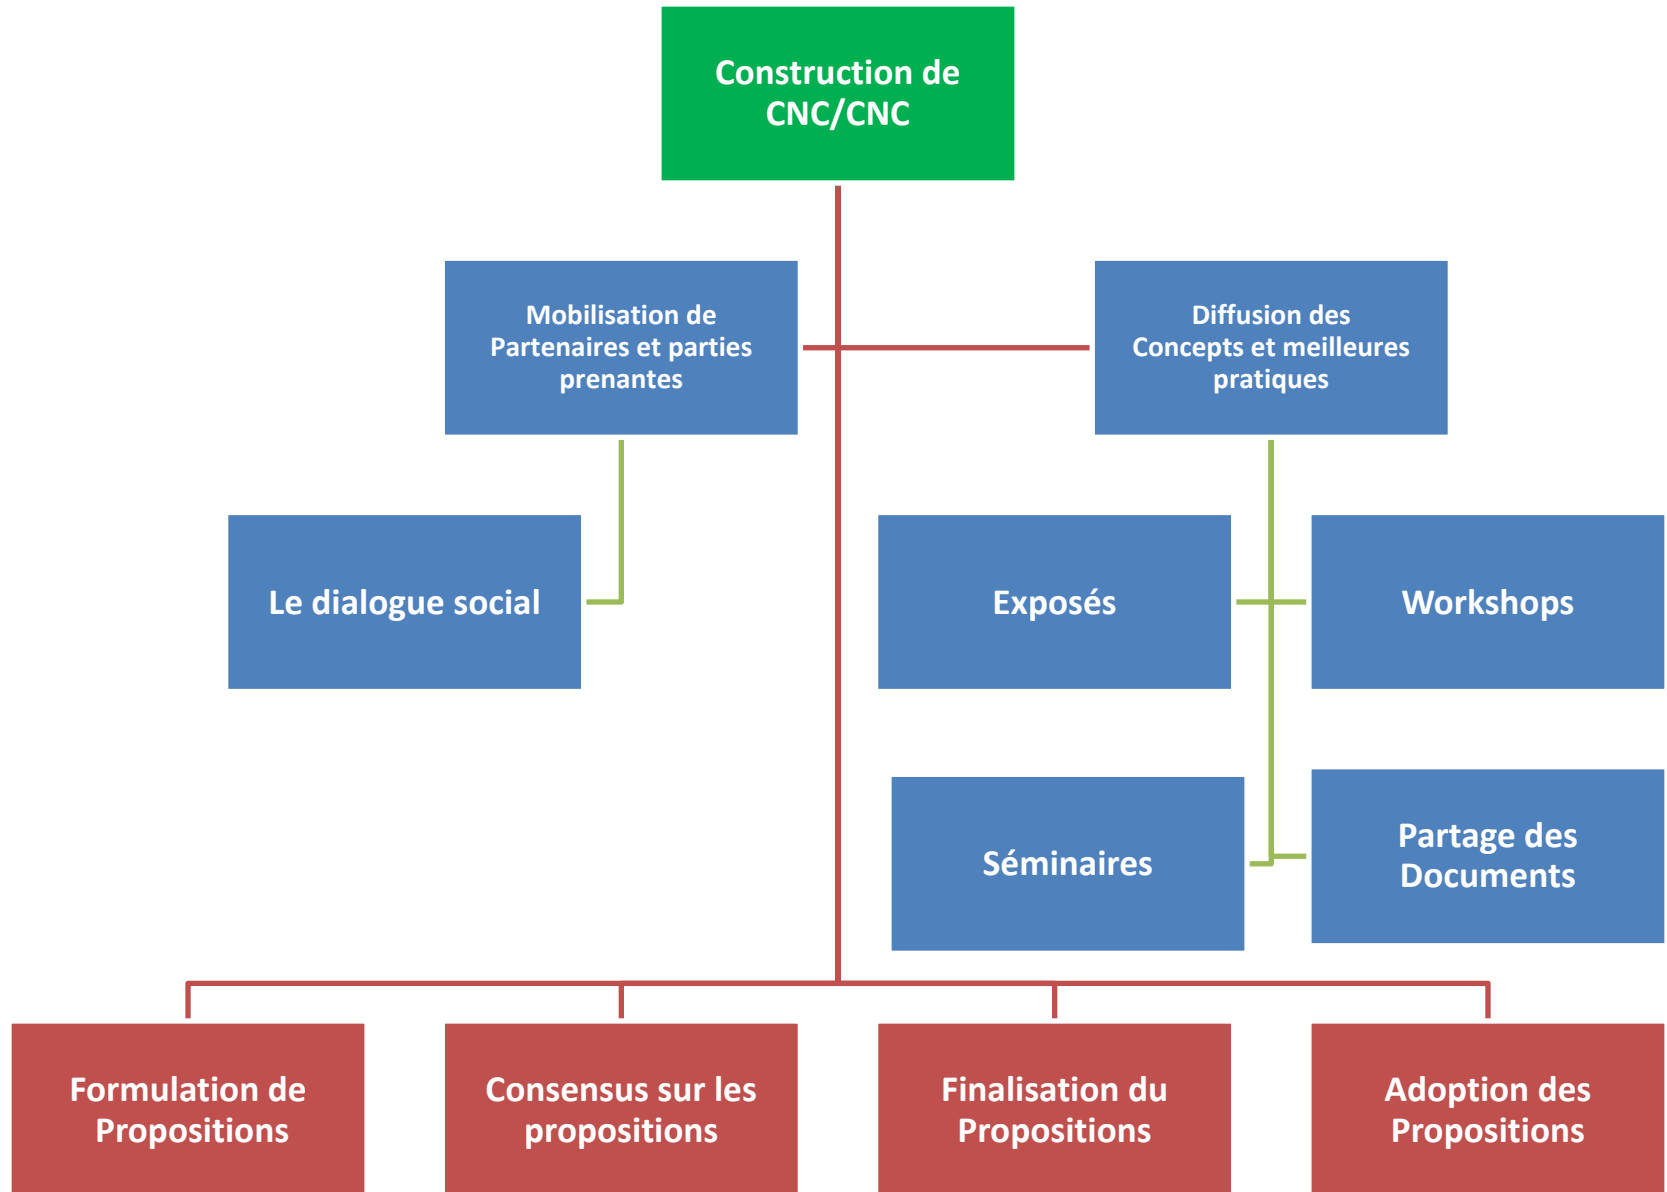 Construction de
CNC/CNC
Mobilisation de
Partenaires et parties
prenantes
Diffusion des
Concepts et meilleures
pratiques
Le dialogue social
Exposés
Workshops
Séminaires
Partage des
Documents
Formulation de
Propositions
Consensus sur les
propositions
Finalisation du
Propositions
Adoption des
Propositions